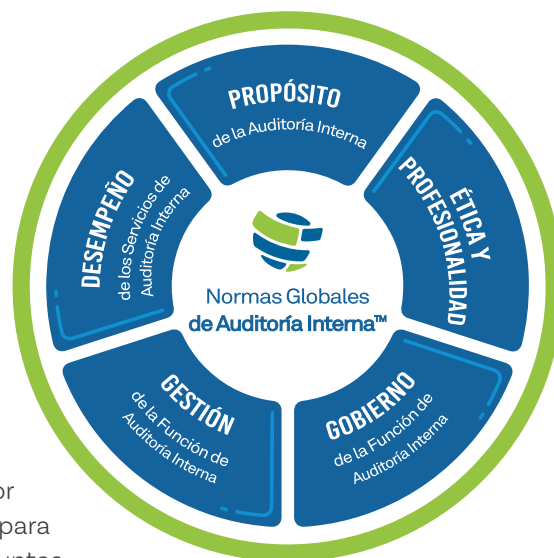 PROPÓSITO
de la Auditoría Interna
ÉTICA Y
PROFESIONALIDAD
GOBIERNO
de la Función de
Auditoría Interna
GESTIÓN
de la Función de
Auditoría Interna
DESEMPEÑO
de los Servicios de
Auditoría Interna
Normas Globales
de Auditoría Interna™
or
para